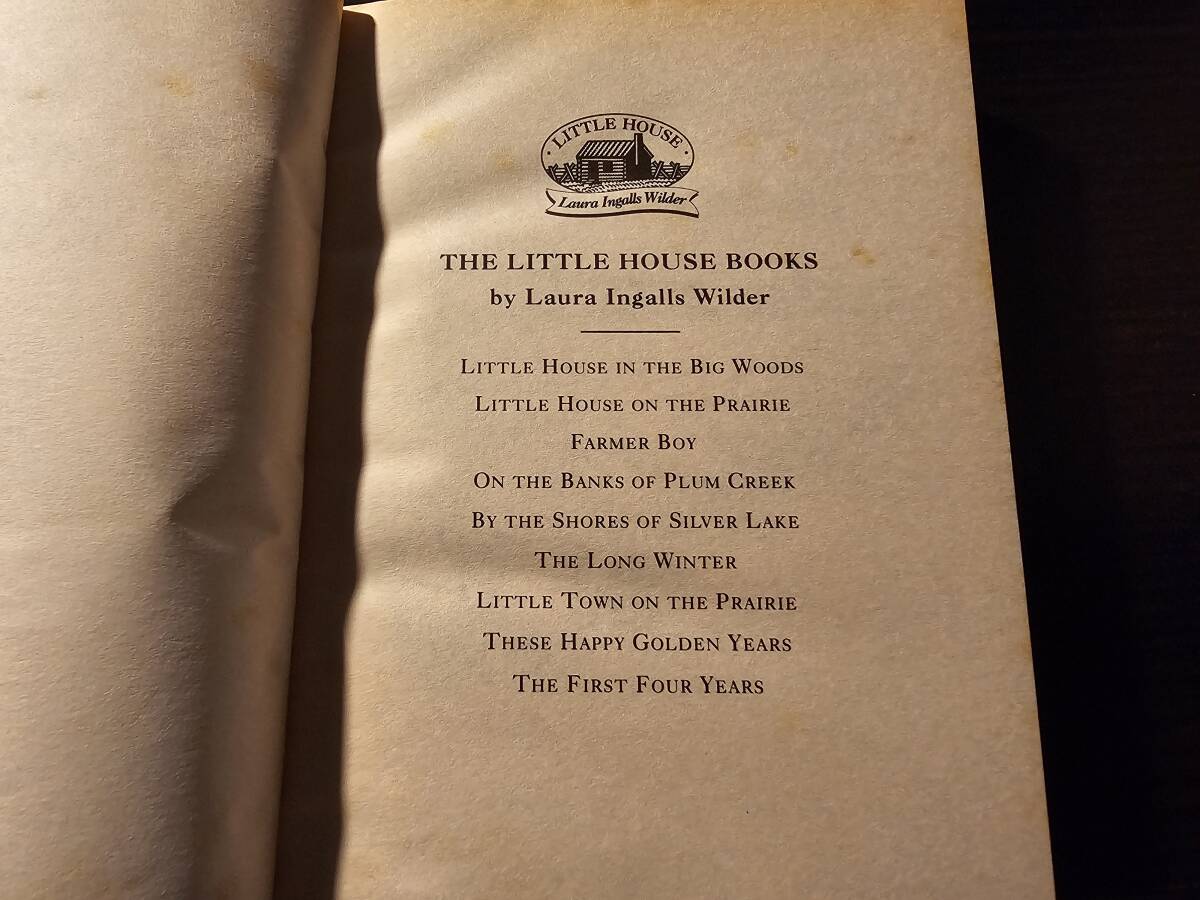 · LITTLE HOUSE ·
Laura Ingalls Wilder
THE LITTLE HOUSE BOOKS
by Laura Ingalls Wilder
LITTLE HOUSE IN THE BIG WOODS
LITTLE HOUSE ON THE PRAIRIE
FARMER BOY
ON THE BANKS OF PLUM CREEK
BY THE SHORES OF SILVER LAKE
THE LONG WINTER
LITTLE TOWN ON THE PRAIRIE
THESE HAPPY GOLDEN YEARS
THE FIRST FOUR YEARS